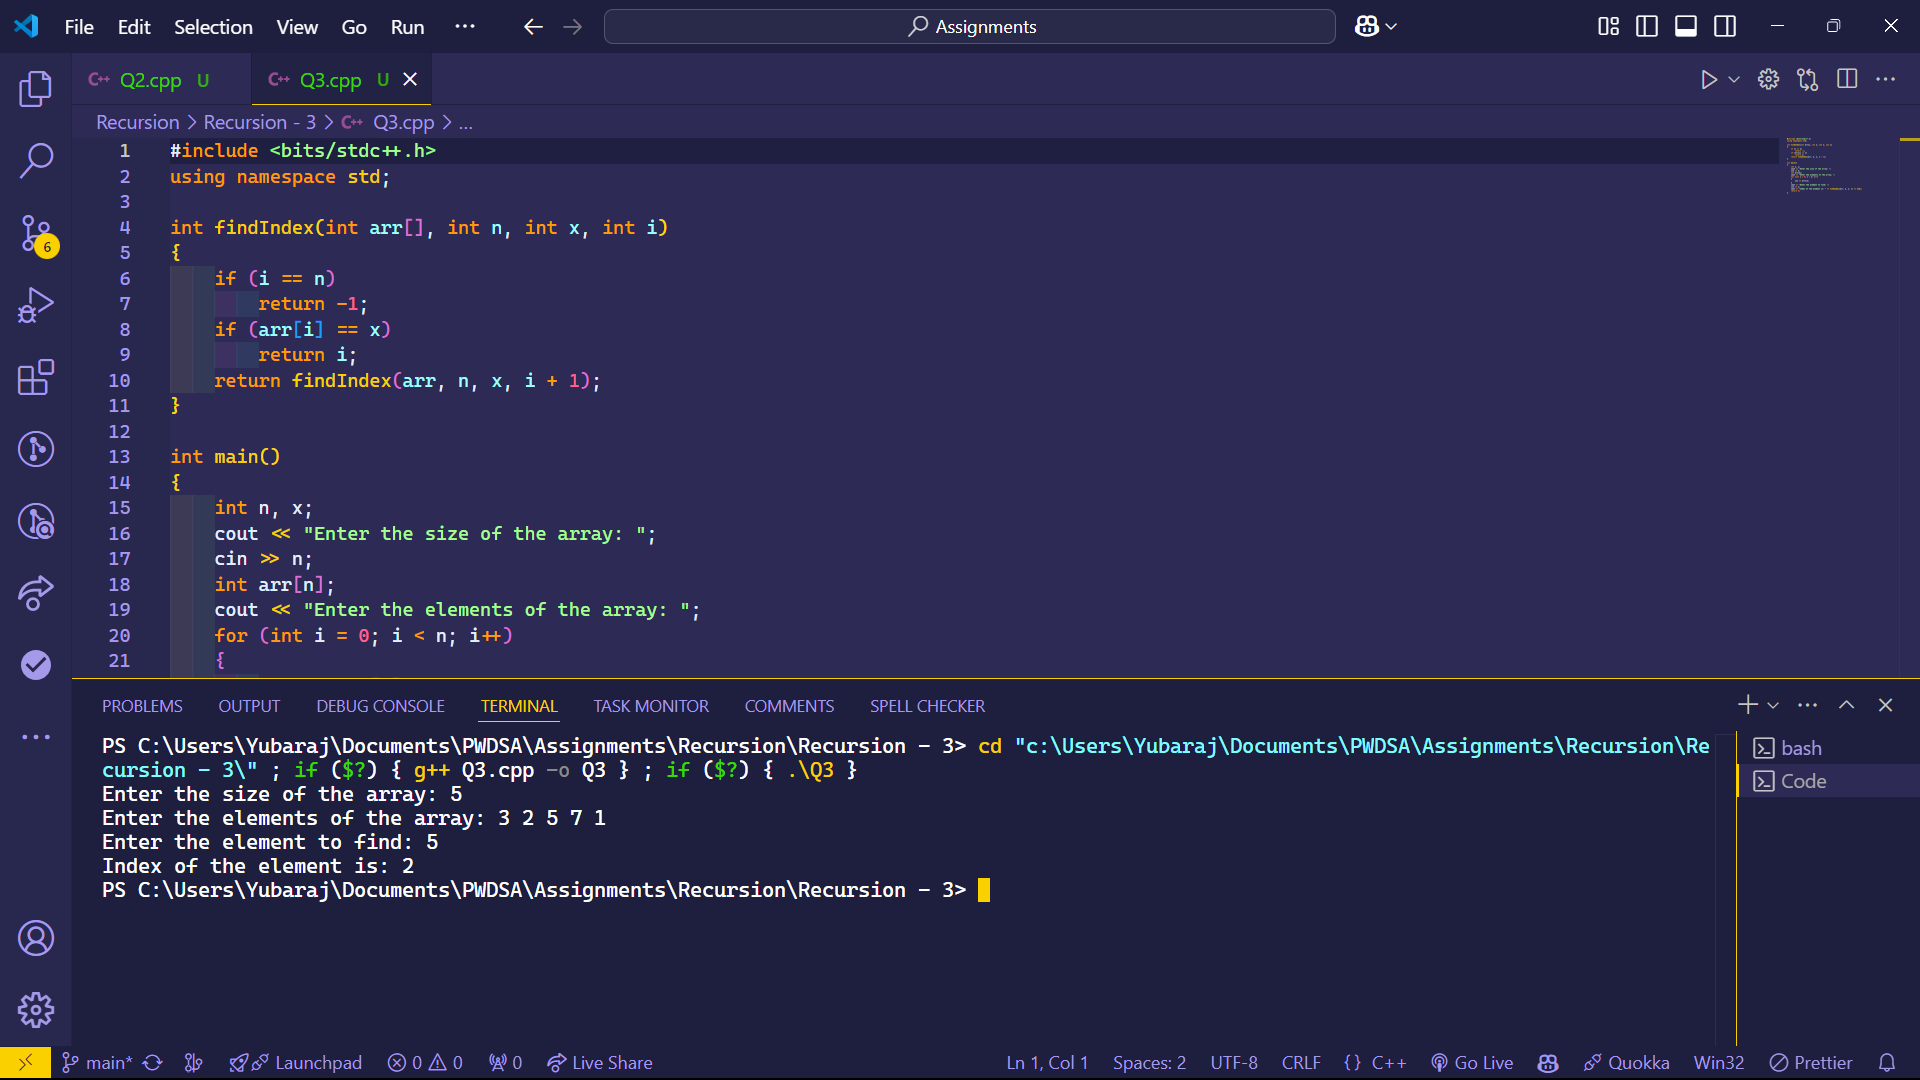 File Edit Selection View Go Run ··· Assignments
C++ Q2.cpp U C++ Q3.cpp U
Recursion > Recursion - 3 > C++ Q3.cpp > ...
1 #include <bits/stdc++.h>
2 using namespace std;
3
4 int findIndex(int arr[], int n, int x, int i)
5 {
6 if (i == n)
7 return -1;
8 if (arr[i] == x)
9 return i;
10 return findIndex(arr, n, x, i + 1);
11 }
12
13 int main()
14 {
15 int n, x;
16 cout << "Enter the size of the array: ";
17 cin >> n;
18 int arr[n];
19 cout << "Enter the elements of the array: ";
20 for (int i = 0; i < n; i++)
21 {
6
PROBLEMS OUTPUT DEBUG CONSOLE TERMINAL TASK MONITOR COMMENTS SPELL CHECKER
PS C:\Users\Yubaraj\Documents\PWDSA\Assignments\Recursion\Recursion - 3> cd "c:\Users\Yubaraj\Documents\PWDSA\Assignments\Recursion\Re
cursion - 3\" ; if ($?) { g++ Q3.cpp -o Q3 } ; if ($?) { .\Q3 }
Enter the size of the array: 5
Enter the elements of the array: 3 2 5 7 1
Enter the element to find: 5
Index of the element is: 2
PS C:\Users\Yubaraj\Documents\PWDSA\Assignments\Recursion\Recursion - 3>
bash
Code
main* Launchpad 0 0 0 Live Share Ln 1, Col 1 Spaces: 2 UTF-8 CRLF {} C++ Go Live Quokka Win32 Prettier